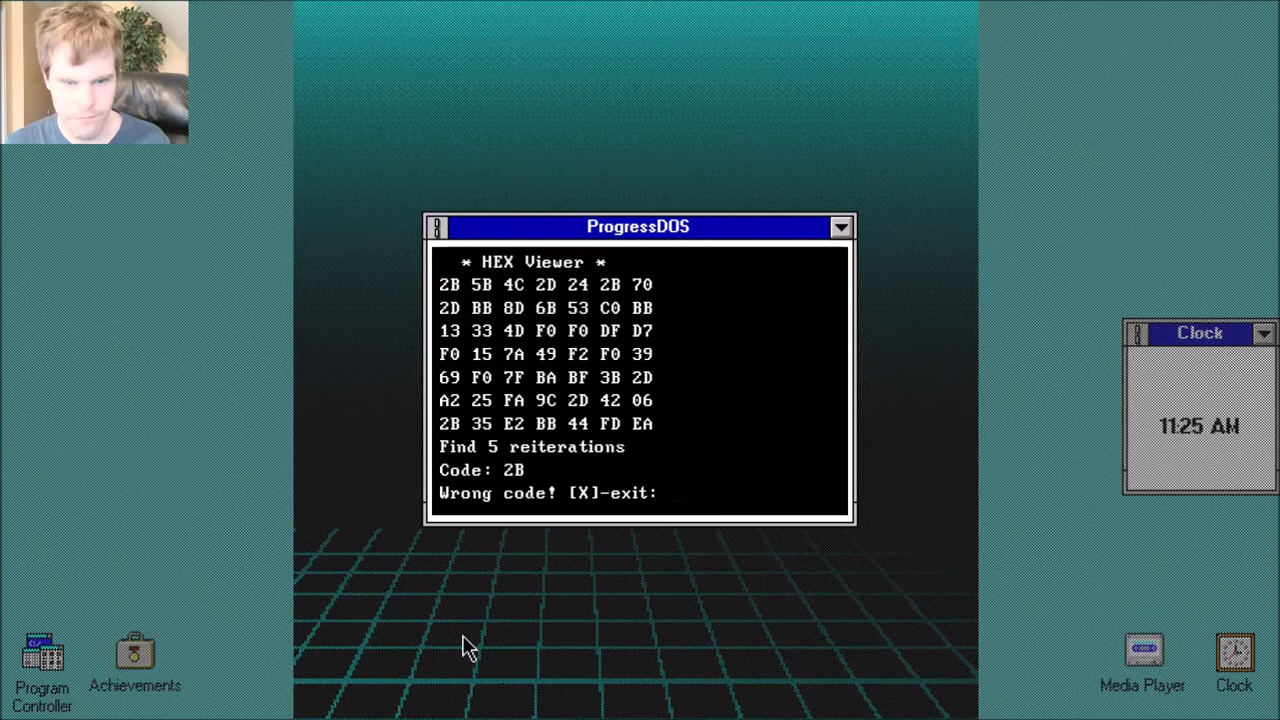 ProgressDOS
* HEX Viewer *
2B 5B 4C 2D 24 2B 70
2D BB 8D 6B 53 C0 BB
13 33 4D F0 F0 DF D7
F0 15 7A 49 F2 F0 39
69 F0 7F BA BF 3B 2D
A2 25 FA 9C 2D 42 06
2B 35 E2 BB 44 FD EA
Find 5 reiterations
Code: 2B
Wrong code! [X]-exit:
Clock
11:25 AM
Program
Controller
Achievements
Media Player
Clock